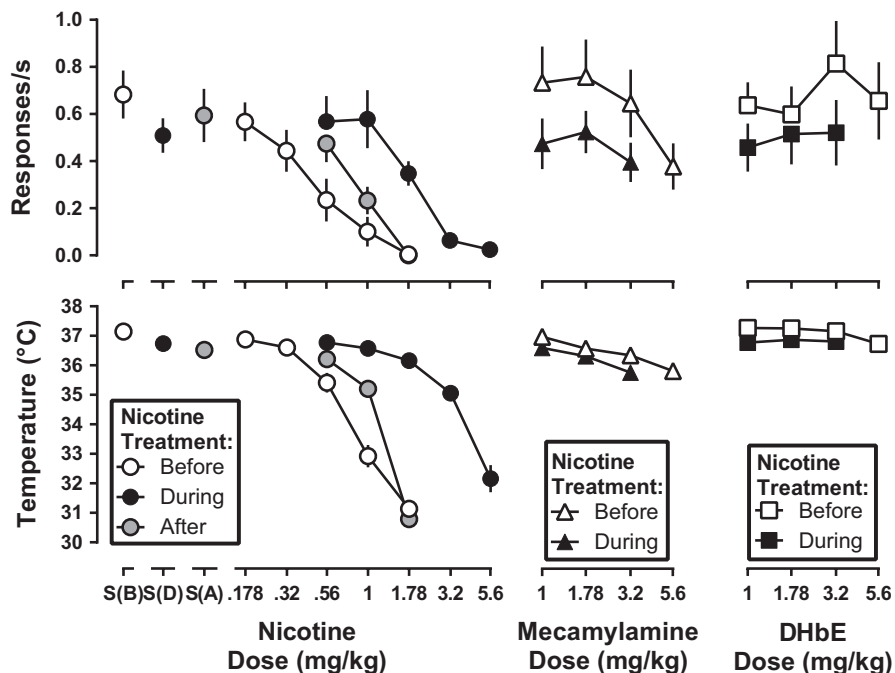 Responses/s
1.0
0.8
0.6
0.4
0.2
0.0
Temperature (°C)
38
37
36
35
34
33
32
31
30
Nicotine
Treatment:
Before
During
After
Nicotine
Treatment:
Before
During
Nicotine
Treatment:
Before
During
S(B) S(D) S(A) .178 .32 .56 1 1.78 3.2 5.6
1 1.78 3.2 5.6
1 1.78 3.2 5.6
Nicotine
Dose (mg/kg)
Mecamylamine
Dose (mg/kg)
DHbE
Dose (mg/kg)